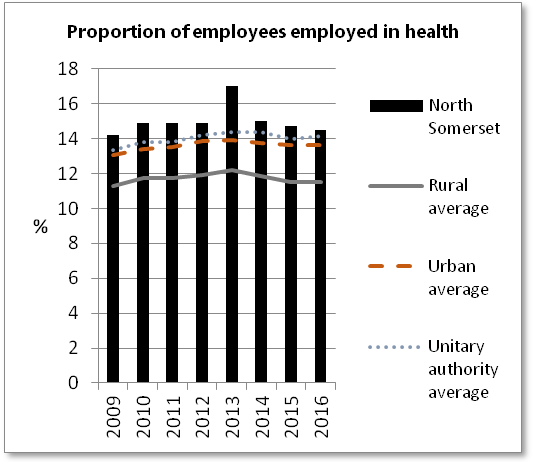 Proportion of employees employed in health
18
16
14
12
10
8
6
4
2
0
%
2009
2010
2011
2012
2013
2014
2015
2016
North
Somerset
Rural
average
Urban
average
Unitary
authority
average